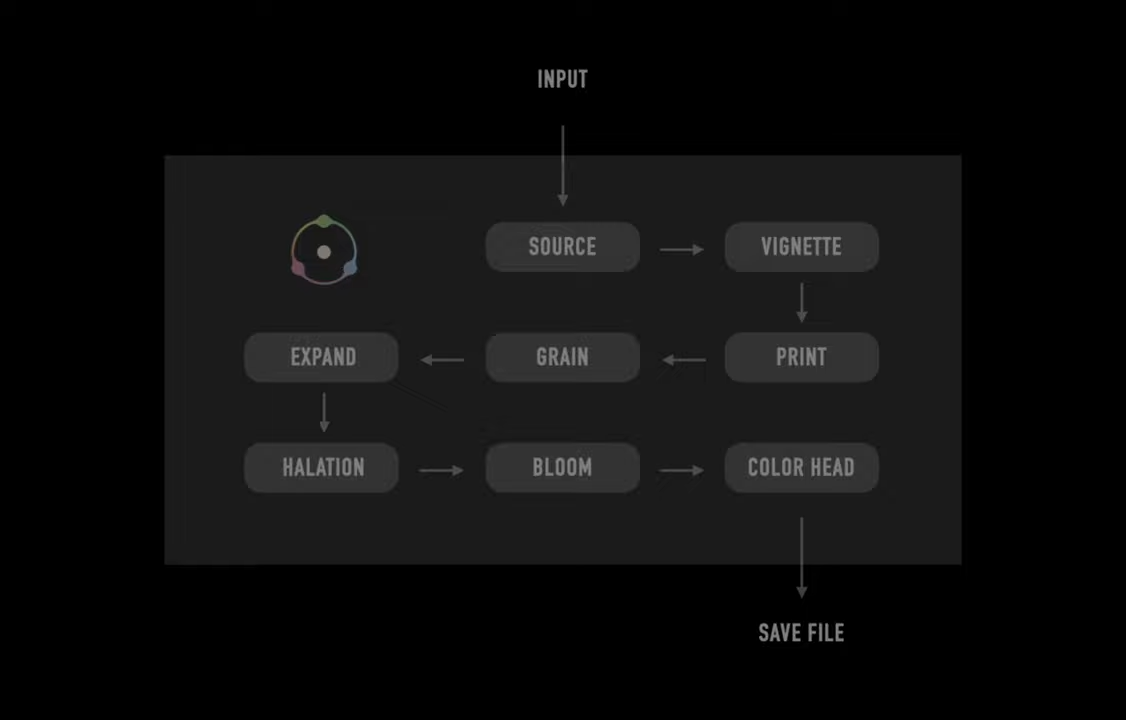 INPUT
SOURCE
VIGNETTE
EXPAND
GRAIN
PRINT
HALATION
BLOOM
COLOR HEAD
SAVE FILE